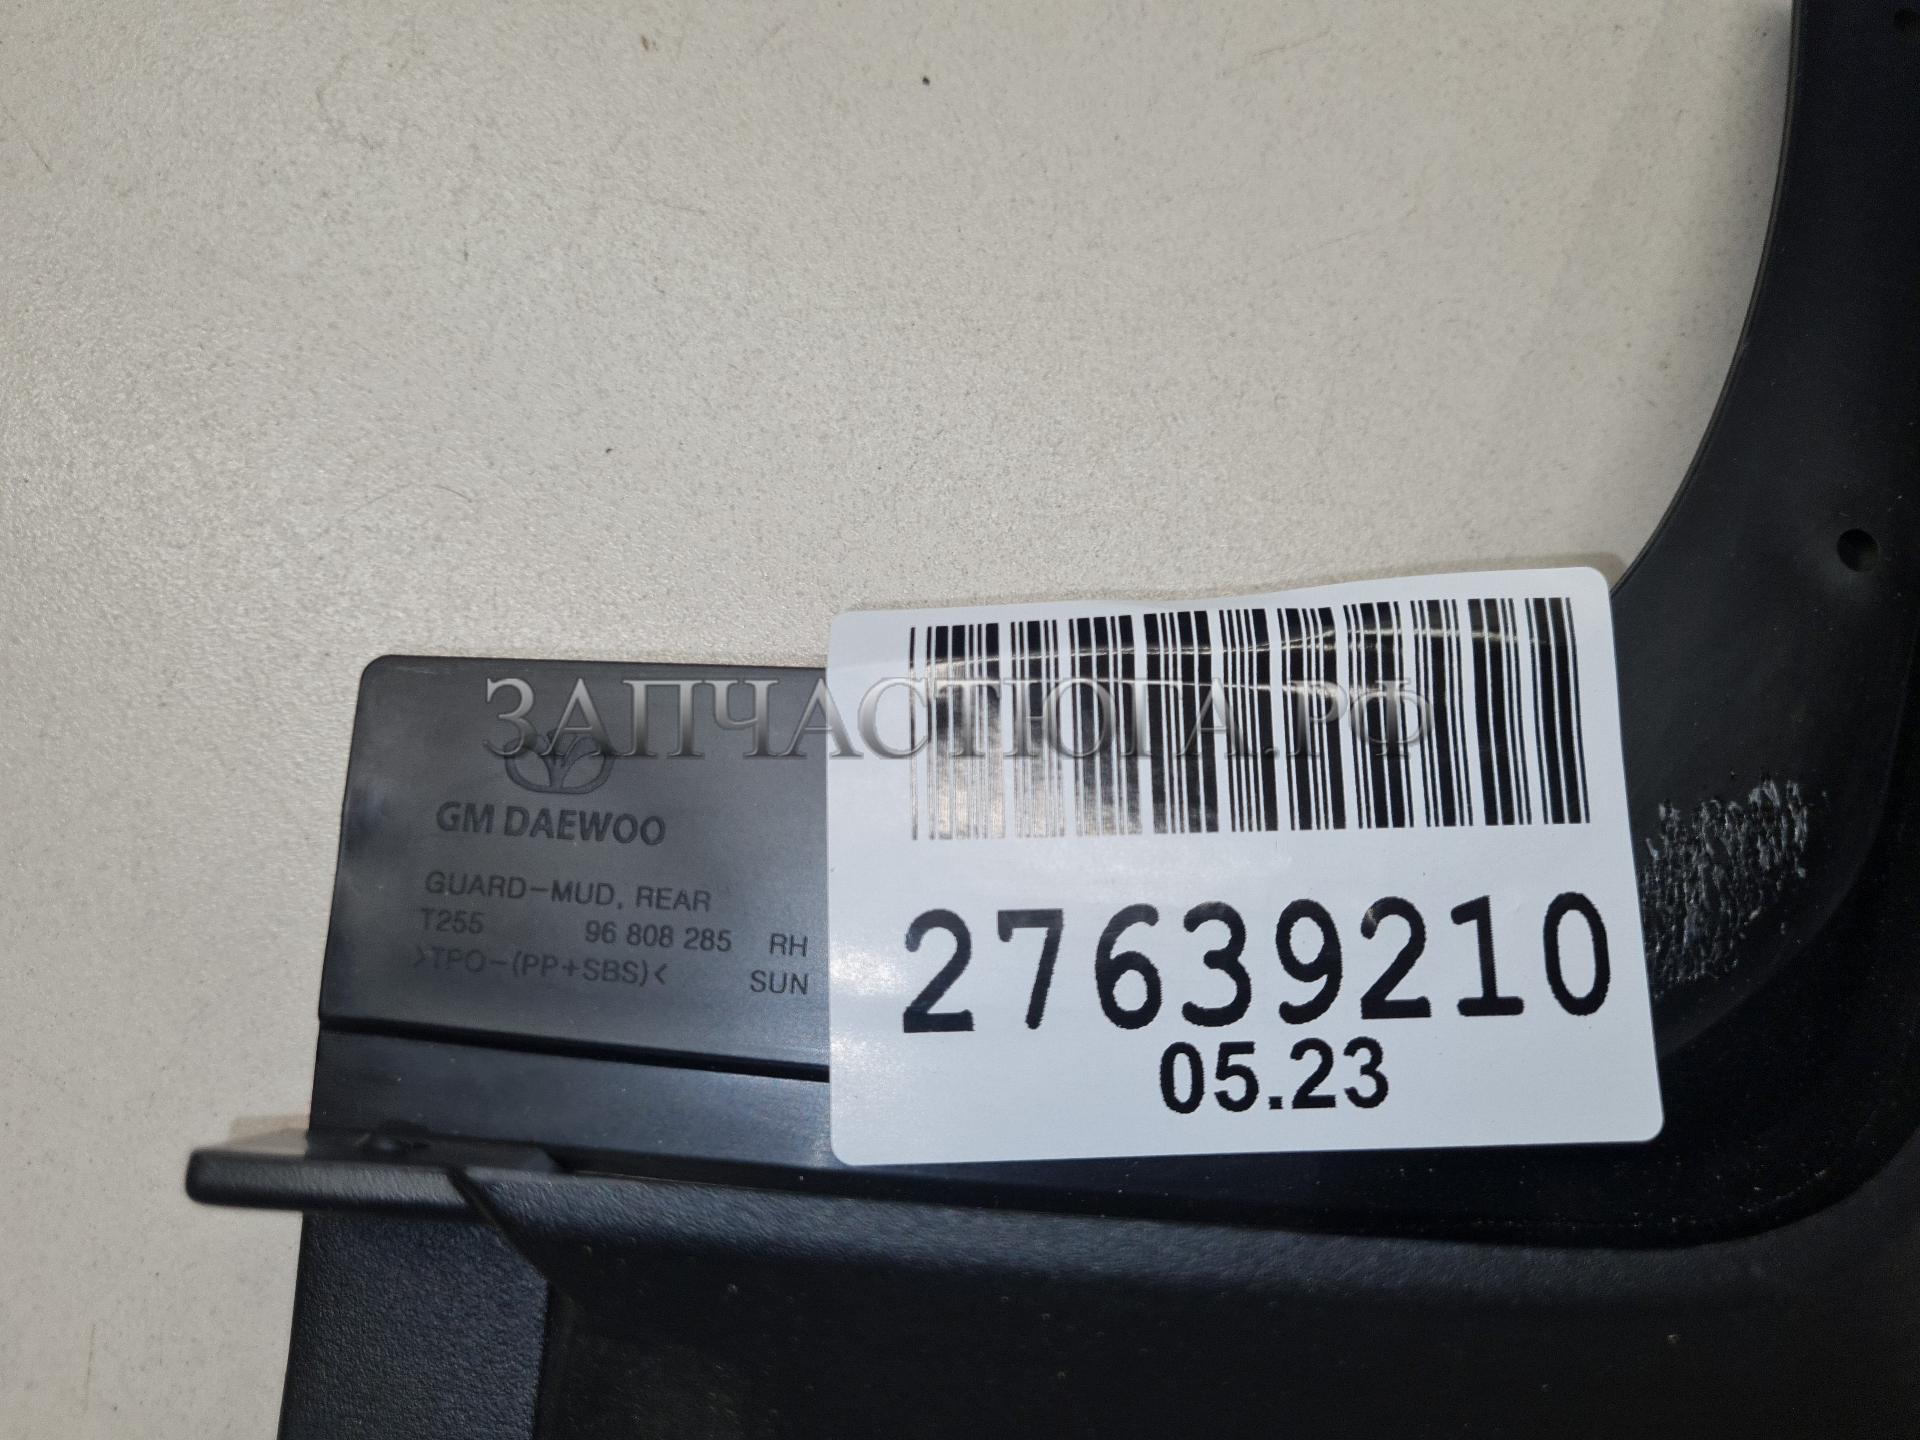 ЗАПЧАСТЮГА.РФ
GM DAEWOO
GUARD-MUD, REAR
T255 96 808 285 RH
>TPO-(PP+SBS)< SUN
27639210
05.23